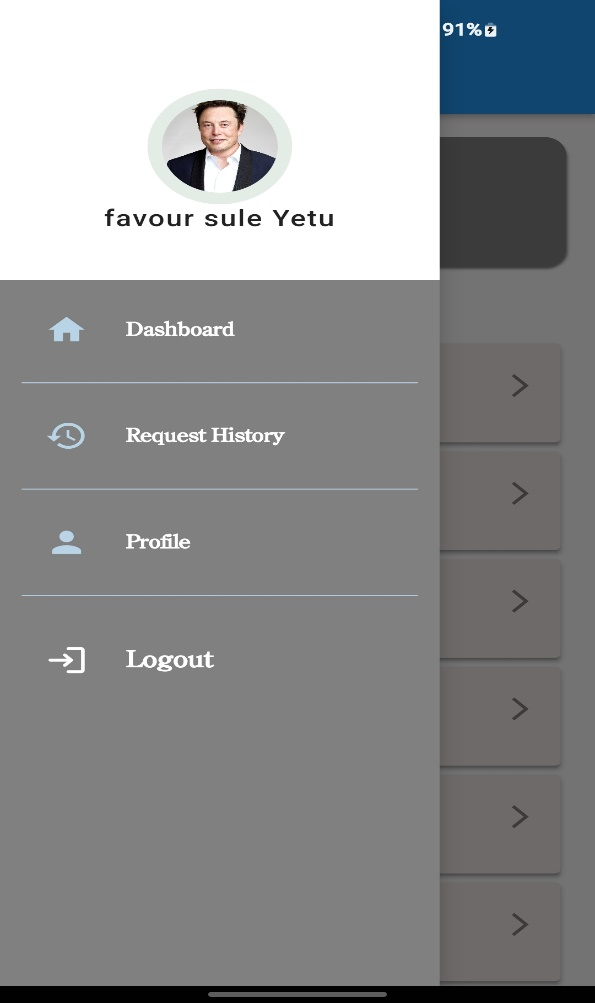 91%
favour sule Yetu
Dashboard
Request History
Profile
Logout